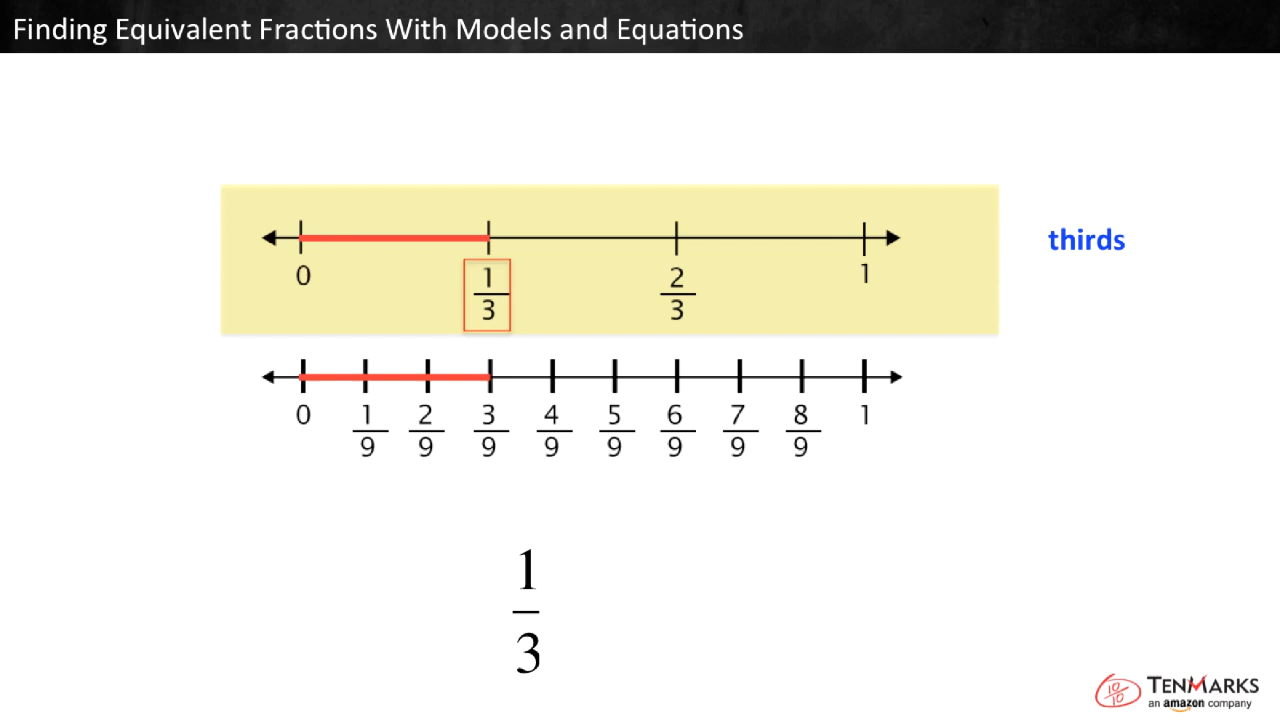 Finding Equivalent Fractions With Models and Equations
thirds
0 1/3 2/3 1
0 1/9 2/9 3/9 4/9 5/9 6/9 7/9 8/9 1
1/3
10/10 TENMARKS
an amazon company